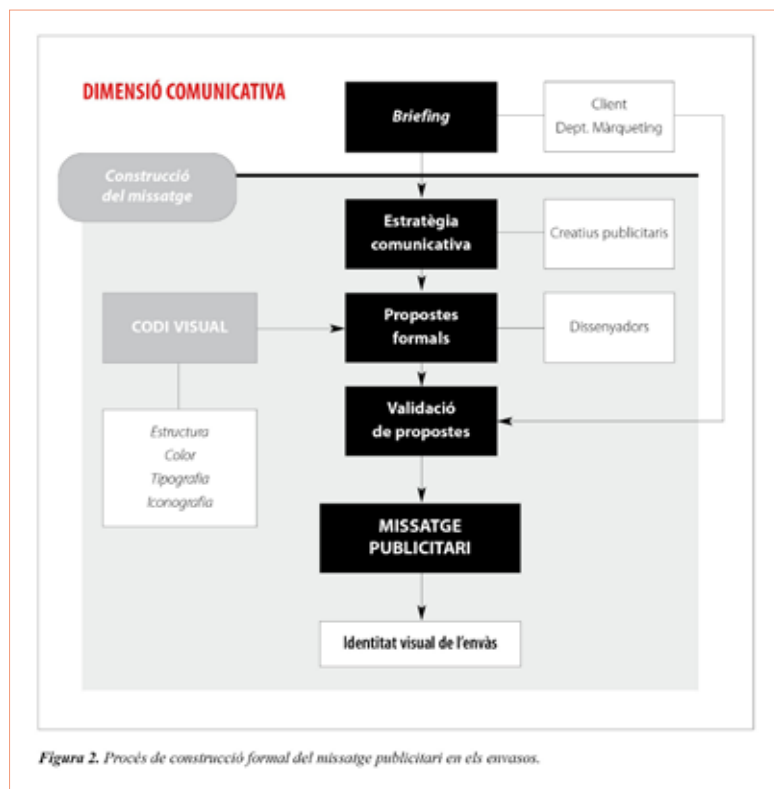 DIMENSIÓ COMUNICATIVA
Briefing
Client
Dept. Màrqueting
Construcció
del missatge
Estratègia
comunicativa
Creatius publicitaris
CODI VISUAL
Propostes
formals
Dissenyadors
Validació
de propostes
Estructura
Color
Tipografia
Iconografia
MISSATGE
PUBLICITARI
Identitat visual de l'envàs
Figura 2. Procés de construcció formal del missatge publicitari en els envasos.